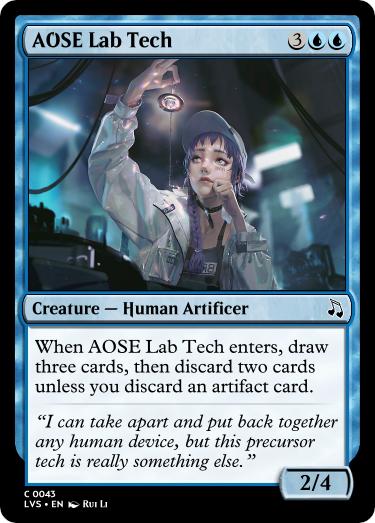 AOSE Lab Tech 3
Creature — Human Artificer
When AOSE Lab Tech enters, draw
three cards, then discard two cards
unless you discard an artifact card.
“I can take apart and put back together
any human device, but this precursor
tech is really something else.”
2/4
C 0043
LVS • EN Rui Li